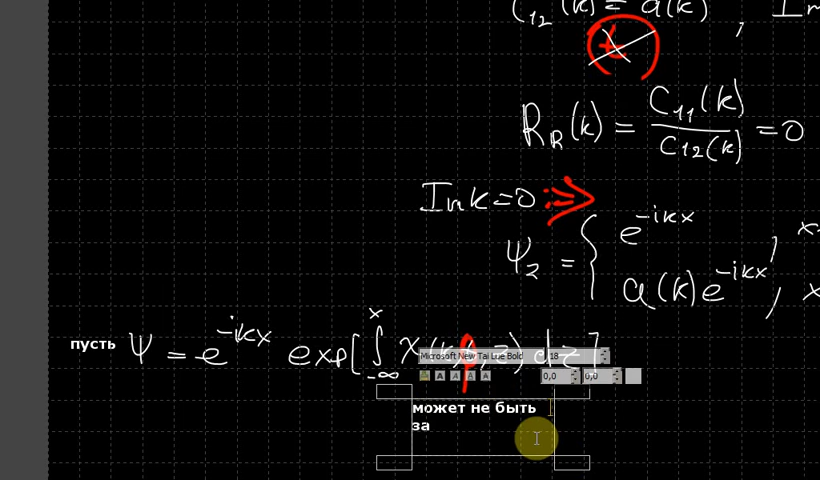 C₁₂(k) = a(k) , Im
t
R_R(k) = C₁₁(k) / C₁₂(k) = 0
Im k = 0 ⇒
ψ₂ = { e^{-ikx} , x
a(k)e^{-ikx} , x
пусть ψ = e^{-ikx} exp[∫_{-∞}^{x} χ(k, , z) dz]
Microsoft New Tai Lue Bold 18
A A A A
0,0 0,0
может не быть
за